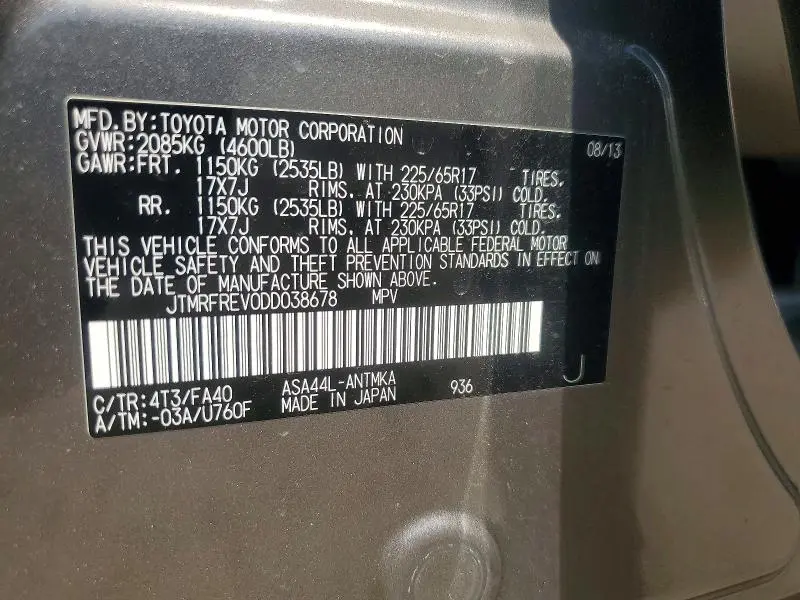 MFD.BY:TOYOTA MOTOR CORPORATION 08/13
GVWR:2085KG (4600LB)
GAWR:FRT. 1150KG (2535LB) WITH 225/65R17 TIRES,
17X7J RIMS, AT 230KPA (33PSI) COLD.
RR. 1150KG (2535LB) WITH 225/65R17 TIRES,
17X7J RIMS, AT 230KPA (33PSI) COLD.
THIS VEHICLE CONFORMS TO ALL APPLICABLE FEDERAL MOTOR
VEHICLE SAFETY AND THEFT PREVENTION STANDARDS IN EFFECT ON
THE DATE OF MANUFACTURE SHOWN ABOVE.
JTMRFREV0DD038678 MPV
C/TR:4T3/FA40 ASA44L-ANTMKA 936 J
A/TM:-03A/U760F MADE IN JAPAN